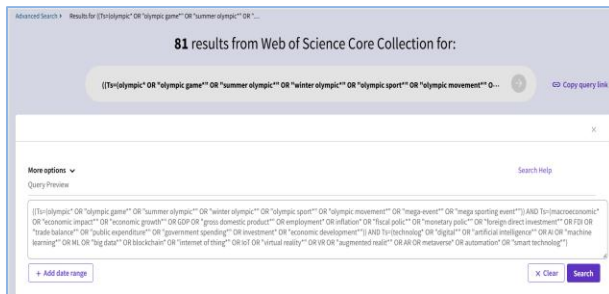 Advanced Search > Results for ((Ts=(olympic* OR "olympic game*" OR "summer olympic*" OR "...
81 results from Web of Science Core Collection for:
((Ts=(olympic* OR "olympic game*" OR "summer olympic*" OR "winter olympic*" OR "olympic sport*" OR "olympic movement*" O...
Copy query link
×
More options
Search Help
Query Preview
((Ts=(olympic* OR "olympic game*" OR "summer olympic*" OR "winter olympic*" OR "olympic sport*" OR "olympic movement*" OR "mega-event*" OR "mega sporting event*")) AND Ts=(macroeconomic*
OR "economic impact*" OR "economic growth*" OR GDP OR "gross domestic product*" OR employment* OR inflation* OR "fiscal polic*" OR "monetary polic*" OR "foreign direct investment*" OR FDI OR
"trade balance*" OR "public expenditure*" OR "government spending*" OR investment* OR "economic development*")) AND Ts=(technolog* OR "digital*" OR "artificial intelligence*" OR AI OR "machine
learning*" OR ML OR "big data*" OR blockchain* OR "internet of thing*" OR IoT OR "virtual reality*" OR VR OR "augmented realit*" OR AR OR metaverse* OR automation* OR "smart technolog*")
+ Add date range
× Clear
Search